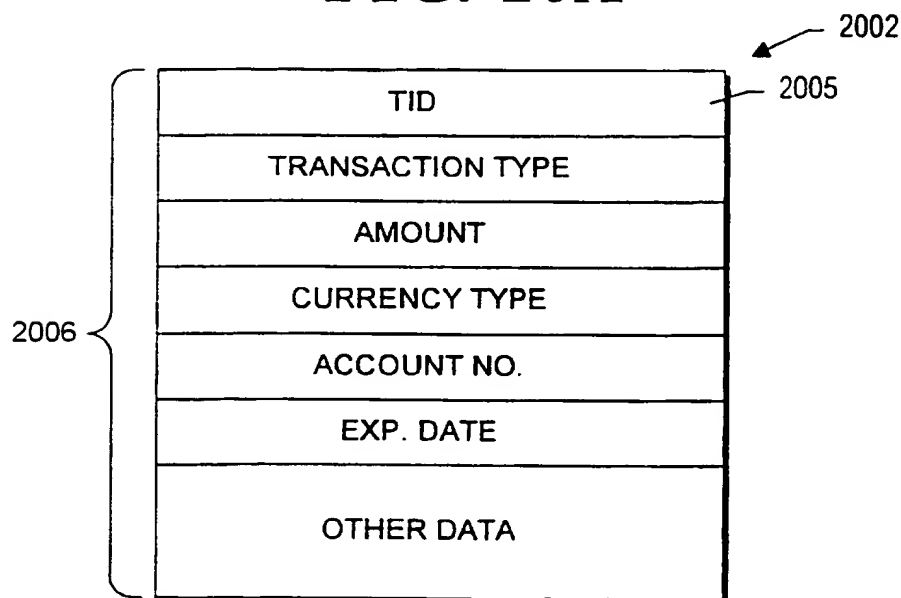 2002
TID
2005
TRANSACTION TYPE
AMOUNT
CURRENCY TYPE
2006
ACCOUNT NO.
EXP. DATE
OTHER DATA